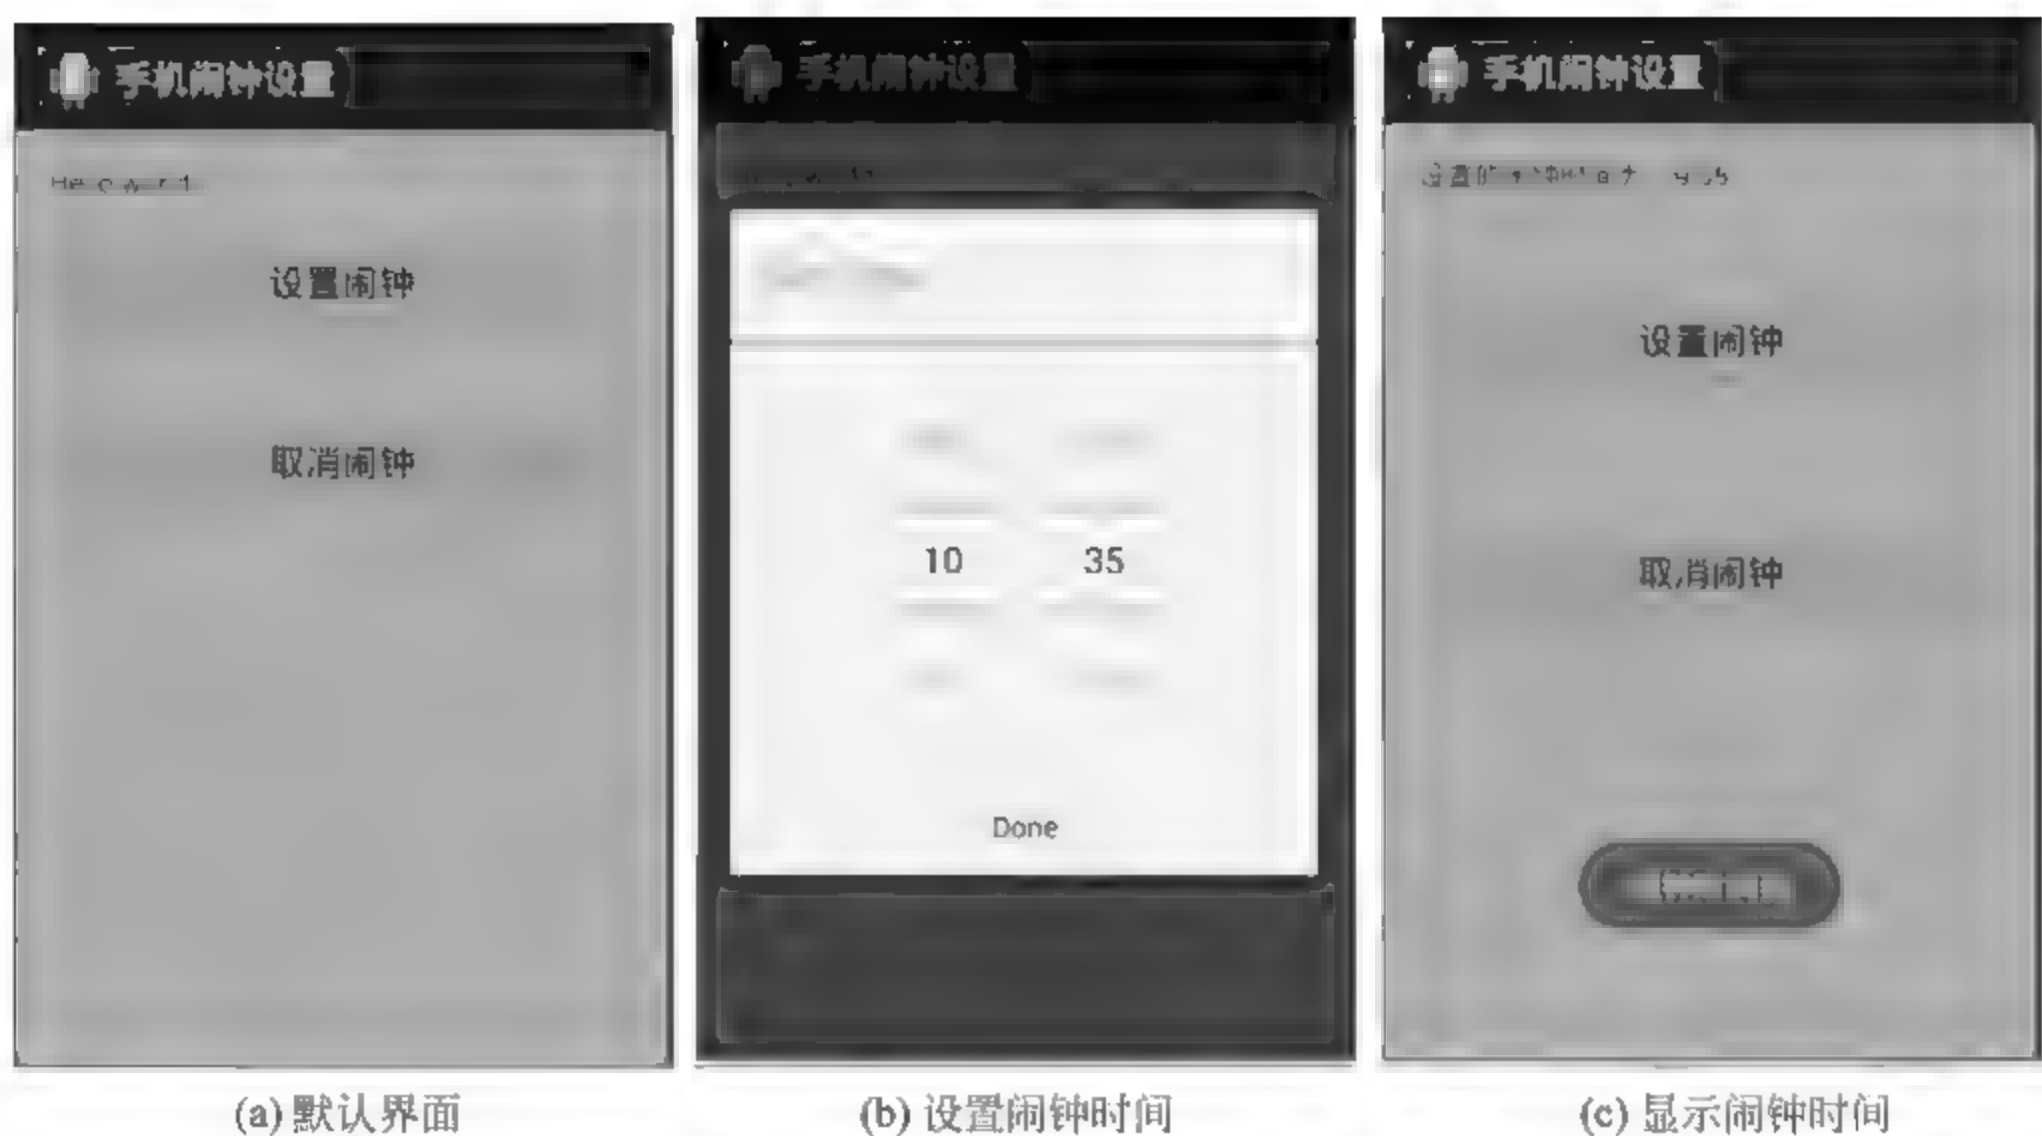 手机闹钟设置
设置闹钟
取消闹钟
(a) 默认界面
手机闹钟设置
10 35
Done
(b) 设置闹钟时间
手机闹钟设置
设置闹钟
取消闹钟
(c) 显示闹钟时间